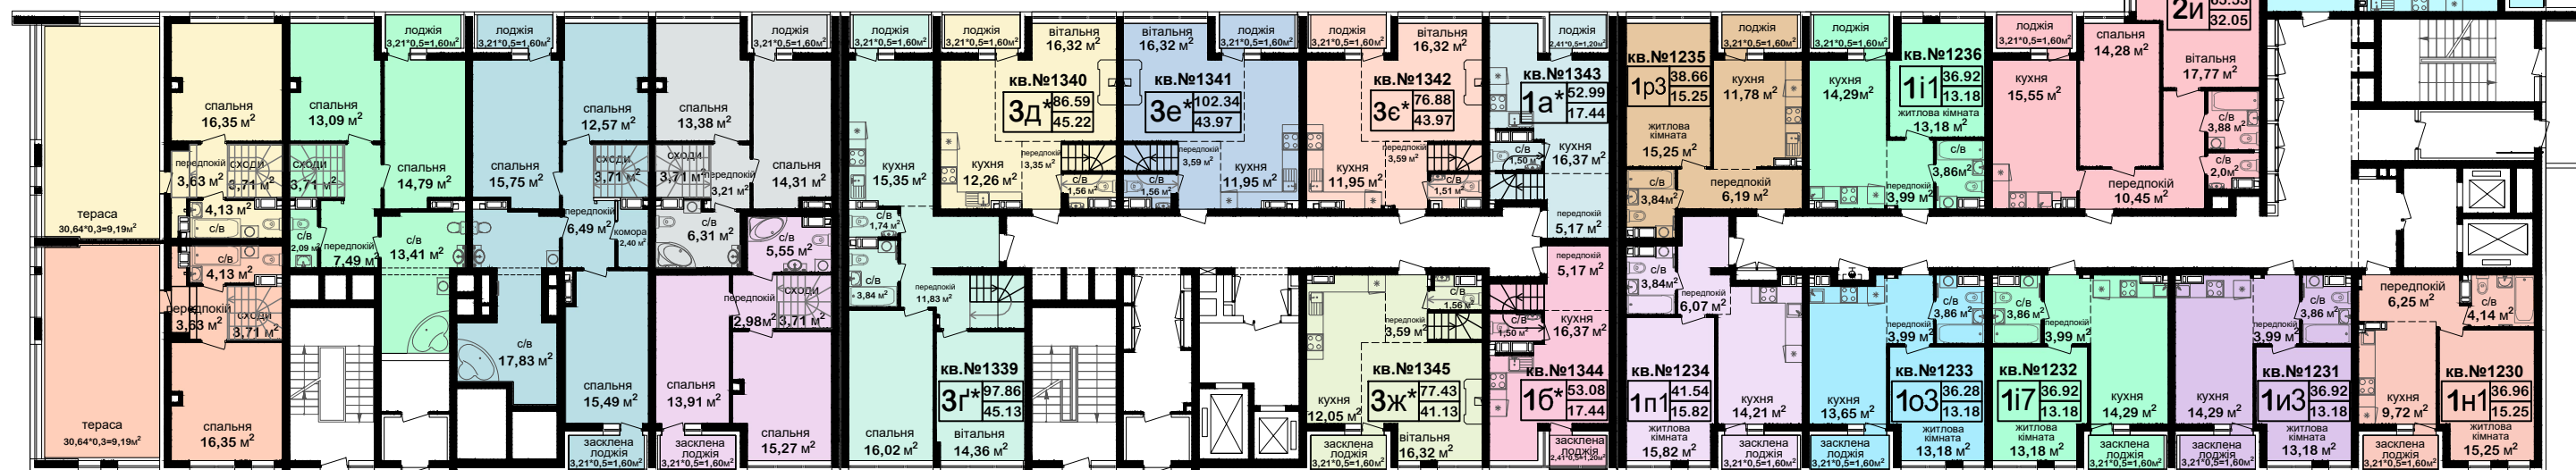 тераса
30,64*0,3=9,19м²
спальня
16,35 м²
передпокій
3,63 м²
сходи
3,71 м²
4,13 м²
с/в
спальня
13,09 м²
сходи
3,71 м²
с/в
2,09 м²
передпокій
7,49 м²
лоджія
3,21*0,5=1,60м²
спальня
14,79 м²
с/в
13,41 м²
лоджія
3,21*0,5=1,60м²
спальня
15,75 м²
спальня
12,57 м²
сходи
3,71 м²
передпокій
6,49 м²
комора
2,40 м²
спальня
13,38 м²
сходи
3,71 м²
передпокій
3,21 м²
с/в
6,31 м²
лоджія
3,21*0,5=1,60м²
спальня
14,31 м²
с/в
5,55 м²
лоджія
3,21*0,5=1,60м²
кухня
15,35 м²
с/в
1,74 м²
с/в
3,84 м²
лоджія
3,21*0,5=1,60м²
вітальня
16,32 м²
кв.№1340
3д*
86.59
45.22
кухня
12,26 м²
передпокій
3,35 м²
с/в
1,56 м²
вітальня
16,32 м²
лоджія
3,21*0,5=1,60м²
кв.№1341
3е*
102.34
43.97
передпокій
3,59 м²
кухня
11,95 м²
с/в
1,56 м²
лоджія
3,21*0,5=1,60м²
вітальня
16,32 м²
кв.№1342
3є*
76.88
43.97
кухня
11,95 м²
передпокій
3,59 м²
с/в
1,51 м²
лоджія
2,41*0,5=1,20м²
кв.№1343
1а*
52.99
17.44
с/в
1,50 м²
кухня
16,37 м²
передпокій
5,17 м²
кв.№1235
1р3
38.66
15.25
житлова
кімната
15,25 м²
с/в
3,84м²
лоджія
3,21*0,5=1,60м²
кухня
11,78 м²
передпокій
6,19 м²
лоджія
3,21*0,5=1,60м²
кухня
14,29м²
кв.№1236
1і1
36.92
13.18
житлова кімната
13,18 м²
с/в
3,86м²
передпокій
3,99 м²
лоджія
3,21*0,5=1,60м²
кухня
15,55 м²
спальня
14,28 м²
2и
32.05
вітальня
17,77 м²
с/в
3,88 м²
с/в
2,0м²
передпокій
10,45 м²
тераса
30,64*0,3=9,19м²
с/в
4,13 м²
передпокій
3,63 м²
сходи
3,71 м²
спальня
16,35 м²
с/в
17,83 м²
спальня
15,49 м²
засклена
лоджія
3,21*0,5=1,60м²
спальня
13,91 м²
засклена
лоджія
3,21*0,5=1,60м²
передпокій
2,98м²
сходи
3,71 м²
спальня
15,27 м²
передпокій
11,83 м²
спальня
16,02 м²
кв.№1339
3г*
97.86
45.13
вітальня
14,36 м²
кухня
12,05 м²
с/в
1,56 м²
передпокій
3,59 м²
кв.№1345
3ж*
77.43
41.13
засклена
лоджія
3,21*0,5=1,60м²
вітальня
16,32 м²
передпокій
5,17 м²
с/в
1,50 м²
кухня
16,37 м²
кв.№1344
1б*
53.08
17.44
засклена
лоджія
2,41*0,5=1,20м²
с/в
3,84м²
передпокій
6,07 м²
кв.№1234
1п1
41.54
15.82
житлова
кімната
15,82 м²
кухня
14,21 м²
засклена
лоджія
3,21*0,5=1,60м²
с/в
3,86 м²
передпокій
3,99 м²
кухня
13,65 м²
кв.№1233
1о3
36.28
13.18
засклена
лоджія
3,21*0,5=1,60м²
житлова
кімната
13,18 м²
с/в
3,86 м²
передпокій
3,99 м²
кв.№1232
1і7
36.92
13.18
житлова
кімната
13,18 м²
кухня
14,29 м²
засклена
лоджія
3,21*0,5=1,60м²
кухня
14,29 м²
засклена
лоджія
3,21*0,5=1,60м²
с/в
3,86 м²
передпокій
3,99 м²
кв.№1231
1и3
36.92
13.18
житлова
кімната
13,18 м²
передпокій
6,25 м²
с/в
4,14 м²
кухня
9,72 м²
кв.№1230
1н1
36.96
15.25
засклена
лоджія
3,21*0,5=1,60м²
житлова
кімната
15,25 м²